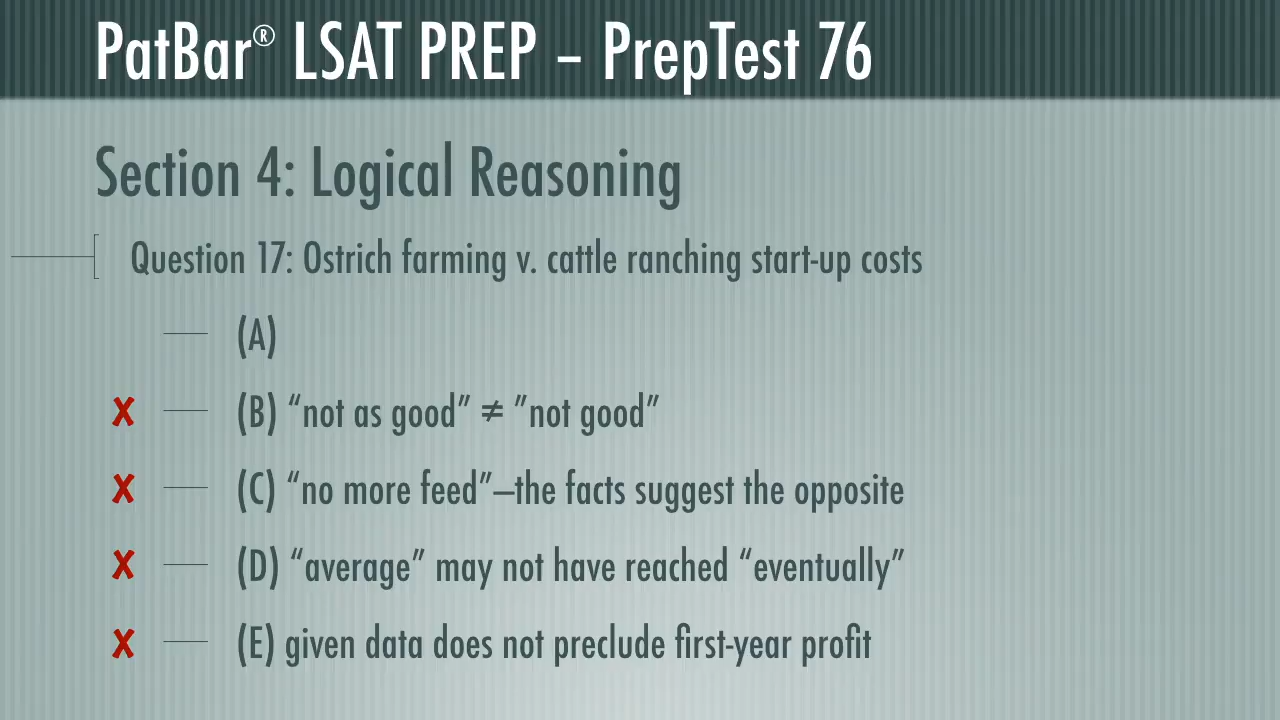 PatBar® LSAT PREP – PrepTest 76
Section 4: Logical Reasoning
Question 17: Ostrich farming v. cattle ranching start-up costs
(A)
✘ (B) “not as good” ≠ ”not good”
✘ (C) “no more feed”—the facts suggest the opposite
✘ (D) “average” may not have reached “eventually”
✘ (E) given data does not preclude first-year profit